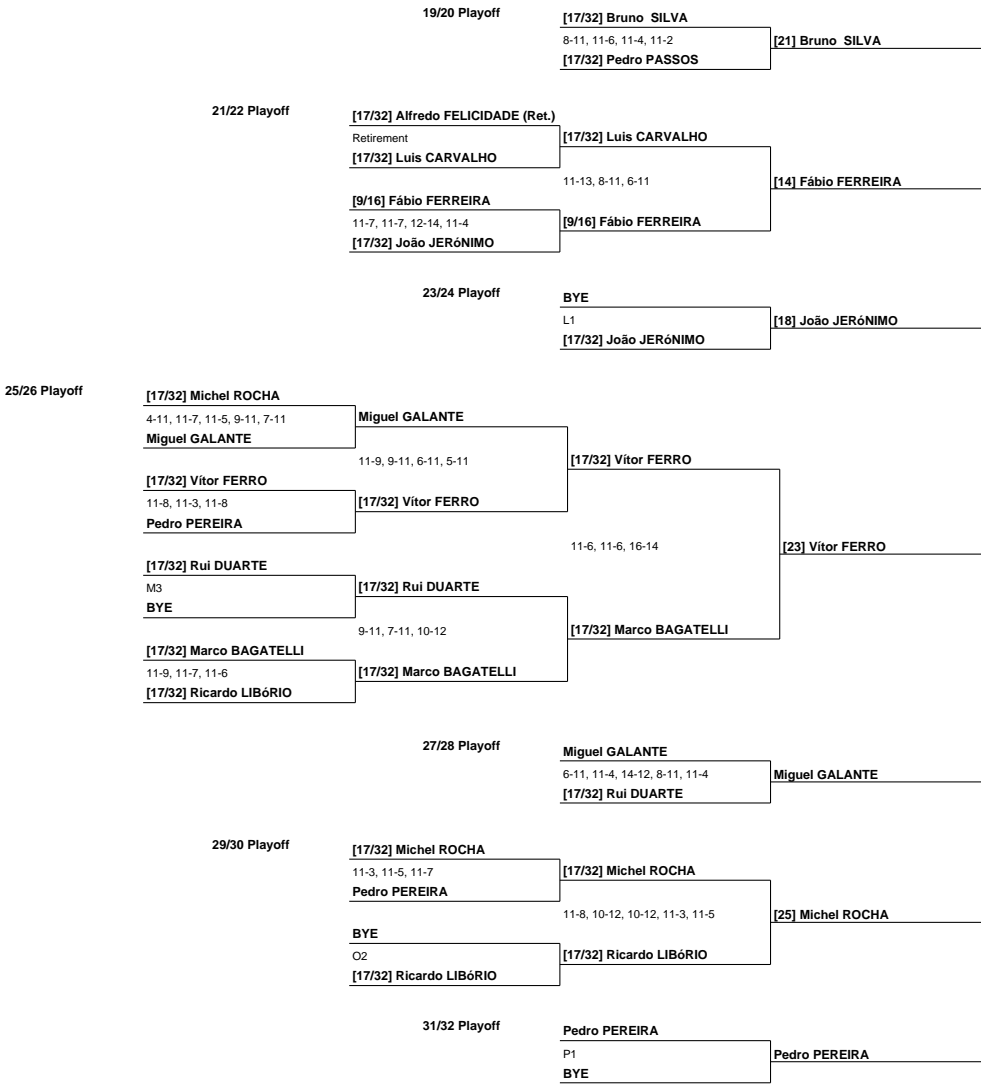 19/20 Playoff
[17/32] Bruno  SILVA
8-11, 11-6, 11-4, 11-2
[21] Bruno  SILVA
[17/32] Pedro PASSOS
21/22 Playoff
[17/32] Alfredo FELICIDADE (Ret.)
Retirement
[17/32] Luis CARVALHO
[17/32] Luis CARVALHO
11-13, 8-11, 6-11
[14] Fábio FERREIRA
[9/16] Fábio FERREIRA
11-7, 11-7, 12-14, 11-4
[9/16] Fábio FERREIRA
[17/32] João JERóNIMO
23/24 Playoff
BYE
L1
[18] João JERóNIMO
[17/32] João JERóNIMO
25/26 Playoff
[17/32] Michel ROCHA
4-11, 11-7, 11-5, 9-11, 7-11
Miguel GALANTE
Miguel GALANTE
11-9, 9-11, 6-11, 5-11
[17/32] Vítor FERRO
[17/32] Vítor FERRO
11-8, 11-3, 11-8
[17/32] Vítor FERRO
Pedro PEREIRA
11-6, 11-6, 16-14
[23] Vítor FERRO
[17/32] Rui DUARTE
M3
[17/32] Rui DUARTE
BYE
9-11, 7-11, 10-12
[17/32] Marco BAGATELLI
[17/32] Marco BAGATELLI
11-9, 11-7, 11-6
[17/32] Marco BAGATELLI
[17/32] Ricardo LIBóRIO
27/28 Playoff
Miguel GALANTE
6-11, 11-4, 14-12, 8-11, 11-4
Miguel GALANTE
[17/32] Rui DUARTE
29/30 Playoff
[17/32] Michel ROCHA
11-3, 11-5, 11-7
[17/32] Michel ROCHA
Pedro PEREIRA
11-8, 10-12, 10-12, 11-3, 11-5
[25] Michel ROCHA
BYE
O2
[17/32] Ricardo LIBóRIO
[17/32] Ricardo LIBóRIO
31/32 Playoff
Pedro PEREIRA
P1
Pedro PEREIRA
BYE